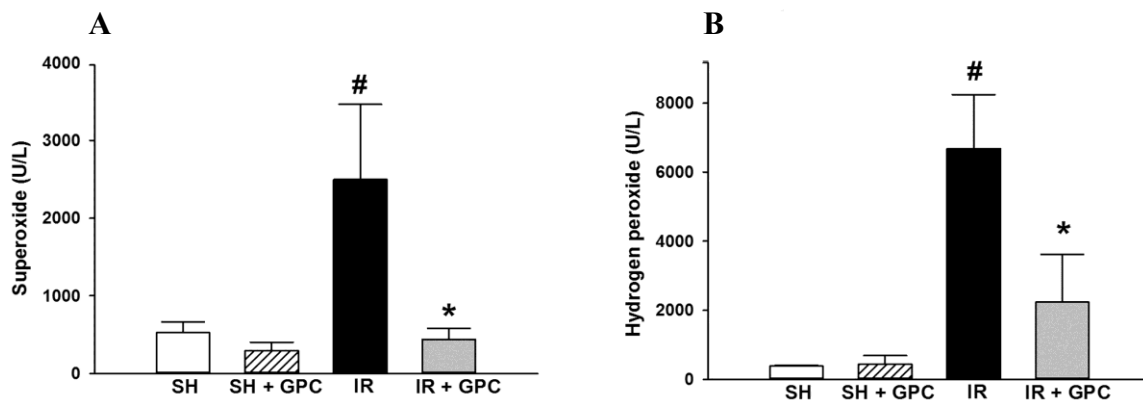 A
Superoxide (U/L)
4000
3000
2000
1000
0
#
*
SH
SH + GPC
IR
IR + GPC
B
Hydrogen peroxide (U/L)
8000
6000
4000
2000
0
#
*
SH
SH + GPC
IR
IR + GPC